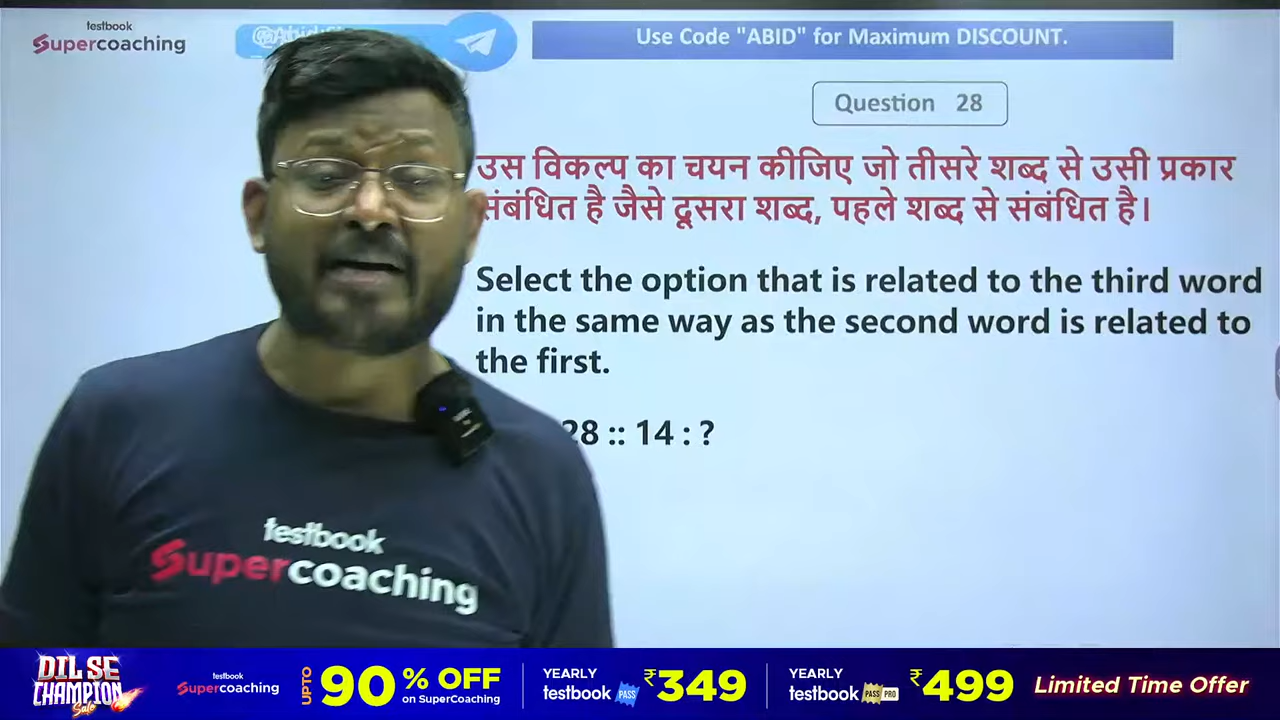 testbook
Supercoaching
Use Code "ABID" for Maximum DISCOUNT.
Question 28
उस विकल्प का चयन कीजिए जो तीसरे शब्द से उसी प्रकार
संबंधित है जैसे दूसरा शब्द, पहले शब्द से संबंधित है।
Select the option that is related to the third word
in the same way as the second word is related to
the first.
28 :: 14 : ?
testbook
Supercoaching
DIL SE
CHAMPION
Sale
testbook
Supercoaching
UPTO 90% OFF
on SuperCoaching
YEARLY
testbook PASS
₹349
YEARLY
testbook PASS PRO
₹499
Limited Time Offer